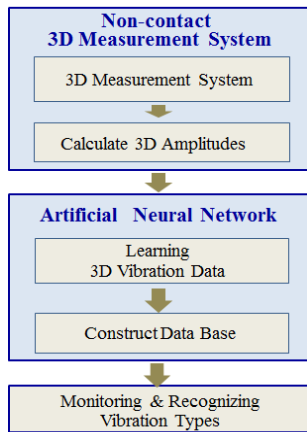 Non-contact
3D Measurement System
3D Measurement System
Calculate 3D Amplitudes
Artificial Neural Network
Learning
3D Vibration Data
Construct Data Base
Monitoring & Recognizing
Vibration Types